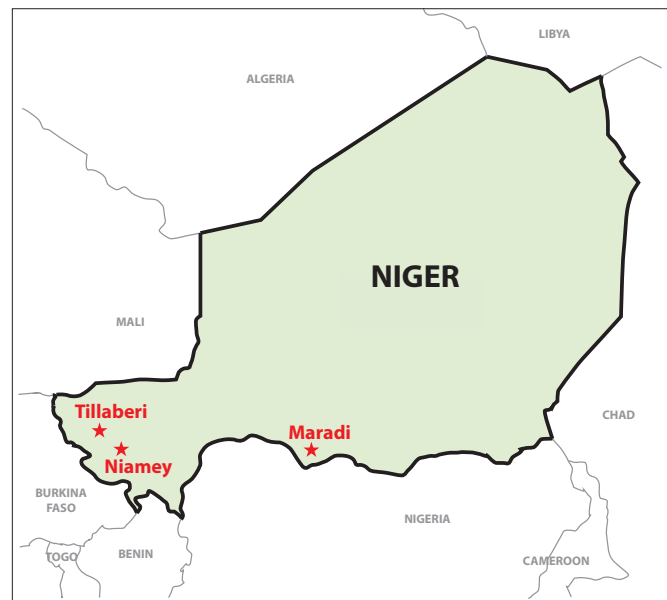 LIBYA
ALGERIA
NIGER
MALI
Tillaberi
Maradi
CHAD
Niamey
BURKINA
FASO
NIGERIA
TOGO
BENIN
CAMEROON